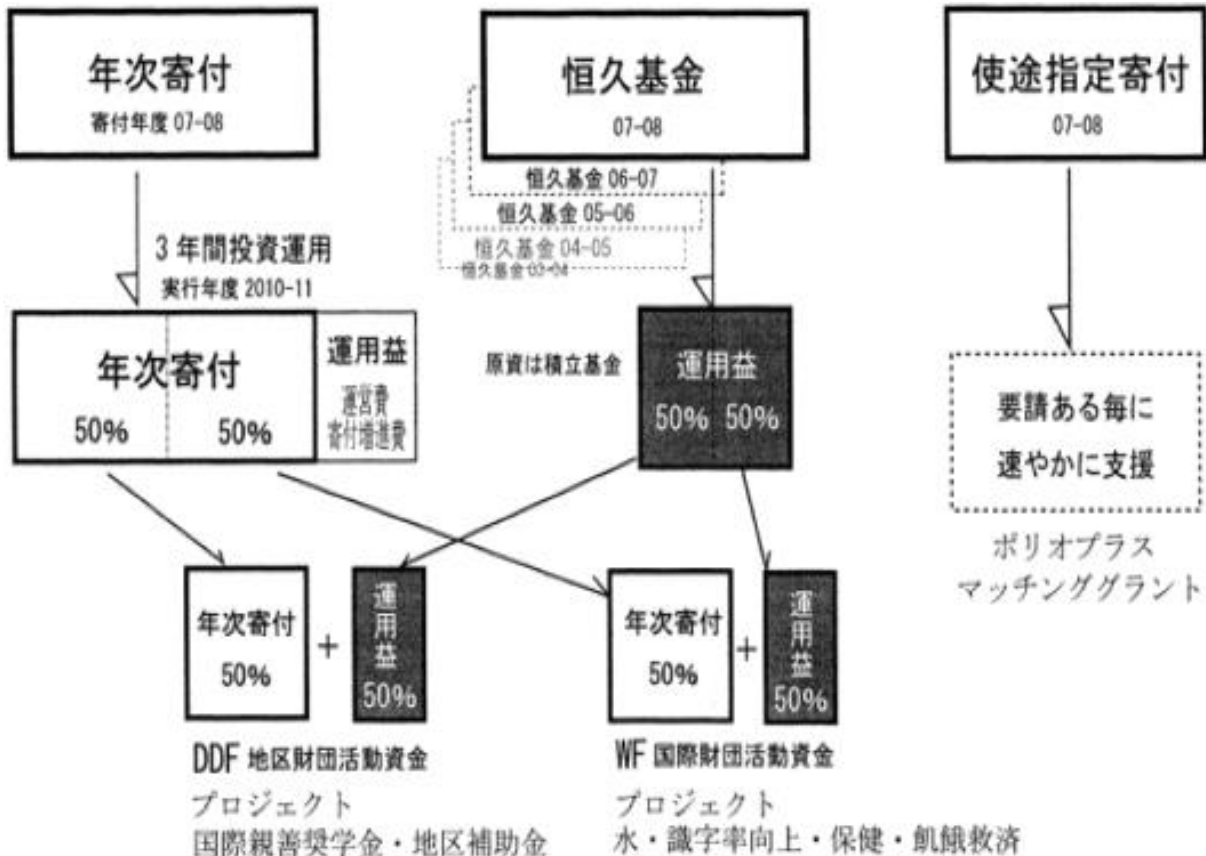 年次寄付
寄付年度 07-08
恒久基金
07-08
使途指定寄付
07-08
恒久基金 06-07
恒久基金 05-06
恒久基金 04-05
恒久基金 03-04
3 年間投資運用
実行年度 2010-11
年次寄付
50% 50%
運用益
運営費
寄付増進費
原資は積立基金
運用益
50% 50%
要請ある毎に
速やかに支援
ポリオプラス
マッチンググラント
年次寄付
50%
+
運用益
50%
年次寄付
50%
+
運用益
50%
DDF 地区財団活動資金
プロジェクト
国際親善奨学金・地区補助金
WF 国際財団活動資金
プロジェクト
水・識字率向上・保健・飢餓救済